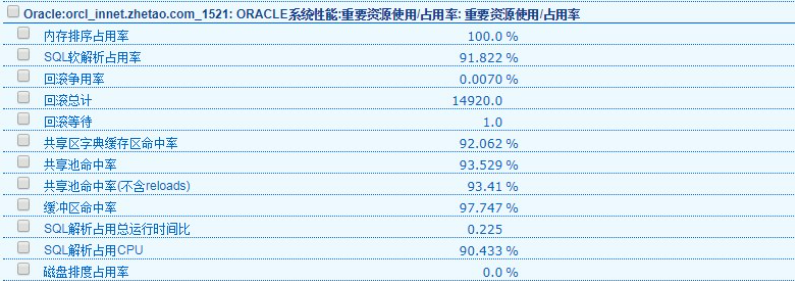 Oracle:orcl_innet.zhetao.com_1521: ORACLE系统性能:重要资源使用/占用率: 重要资源使用/占用率
内存排序占用率 100.0 %
SQL软解析占用率 91.822 %
回滚争用率 0.0070 %
回滚总计 14920.0
回滚等待 1.0
共享区字典缓存区命中率 92.062 %
共享池命中率 93.529 %
共享池命中率(不含reloads) 93.41 %
缓冲区命中率 97.747 %
SQL解析占用总运行时间比 0.225
SQL解析占用CPU 90.433 %
磁盘排度占用率 0.0 %